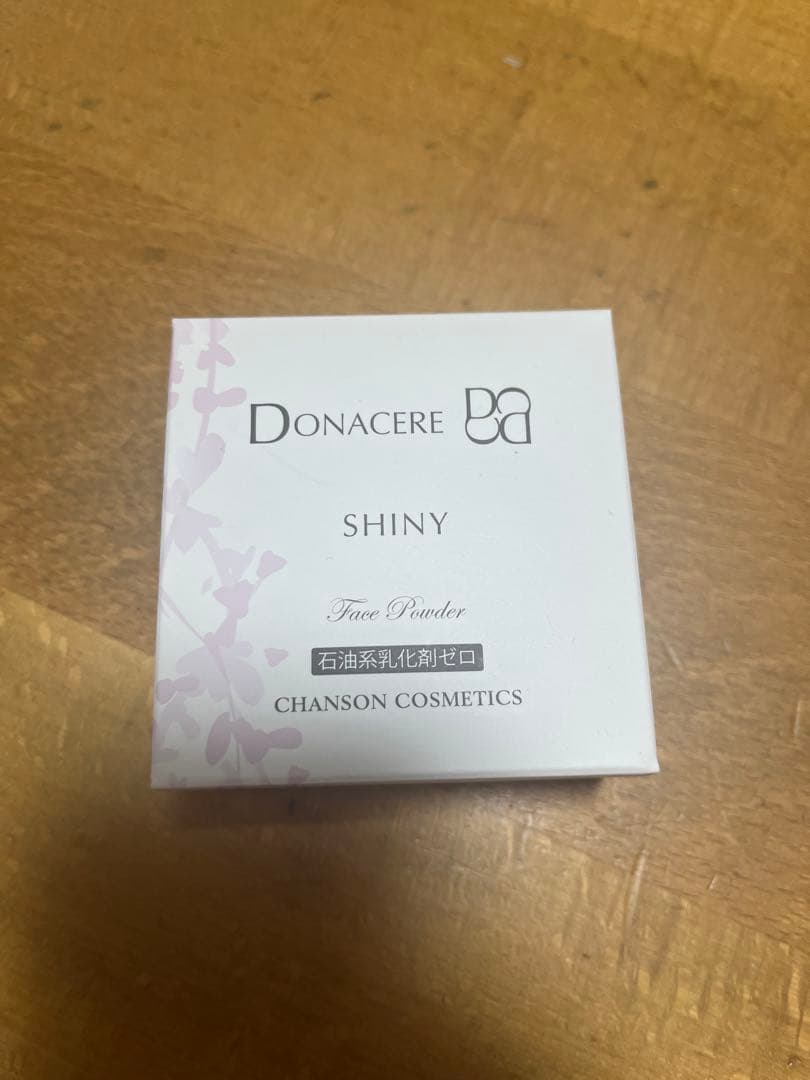 DONACERE
SHINY
Face Powder
石油系乳化剤ゼロ
CHANSON COSMETICS